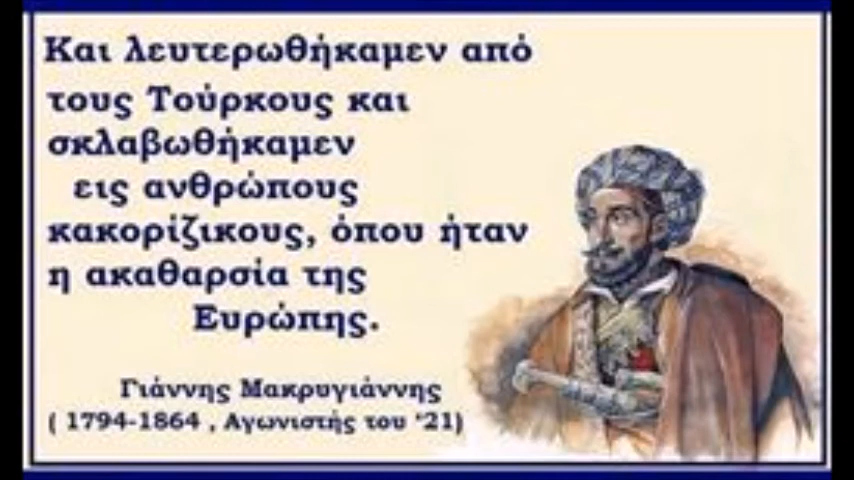 Και λευτερωθήκαμεν από
τους Τούρκους και
σκλαβωθήκαμεν
εις ανθρώπους
κακορίζικους, όπου ήταν
η ακαθαρσία της
Ευρώπης.
Γιάννης Μακρυγιάννης
( 1794-1864 , Αγωνιστής του ‘21)